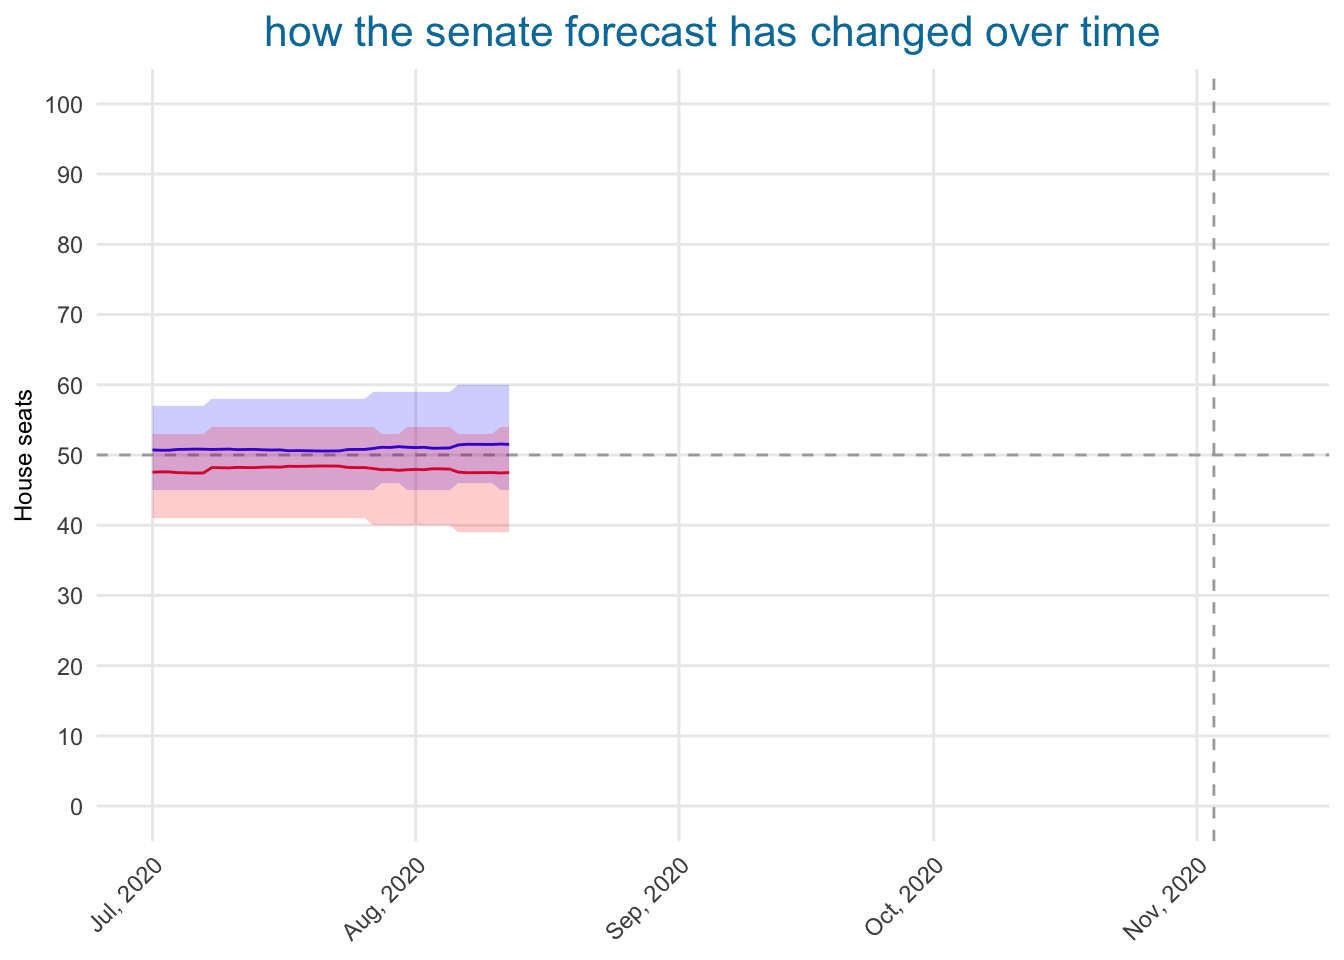 how the senate forecast has changed over time
House seats
100
90
80
70
60
50
40
30
20
10
0
Jul, 2020
Aug, 2020
Sep, 2020
Oct, 2020
Nov, 2020